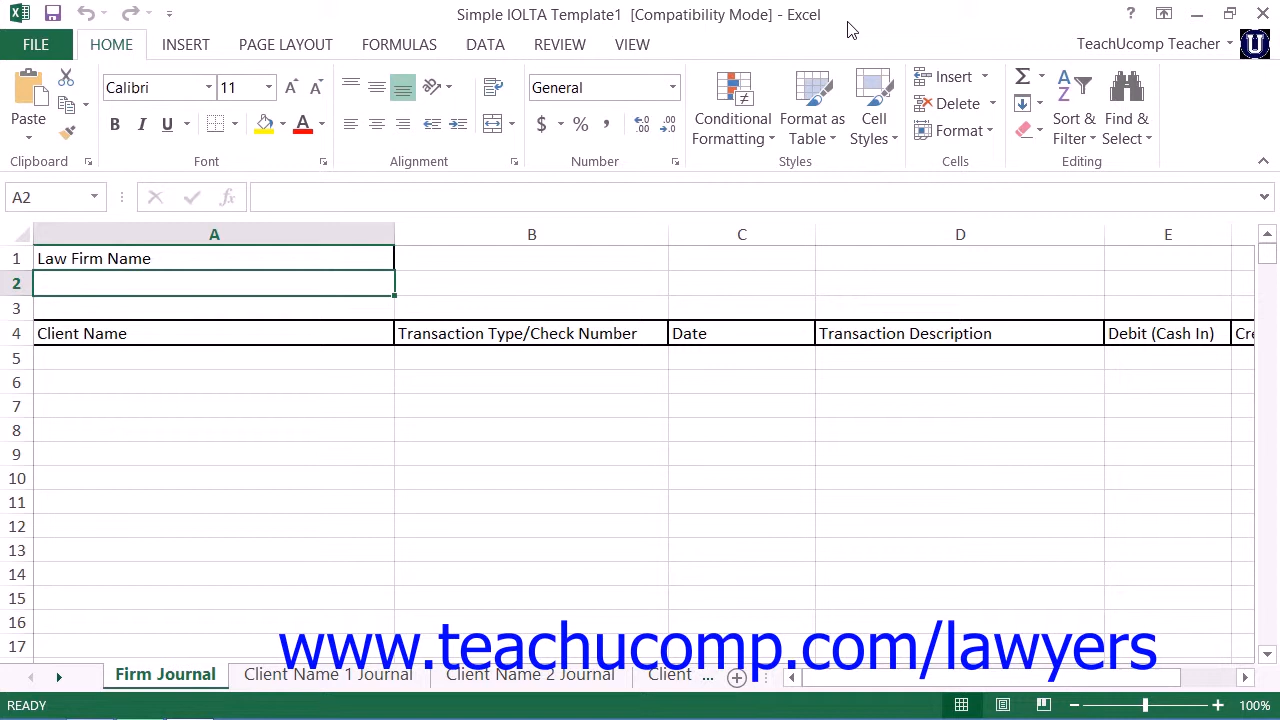 Simple IOLTA Template1 [Compatibility Mode] - Excel
?
FILE HOME INSERT PAGE LAYOUT FORMULAS DATA REVIEW VIEW TeachUcomp Teacher
Calibri 11 General Insert
Delete
Format
Paste B I U $ % , Conditional Formatting Format as Table Cell Styles Sort & Filter Find & Select
Clipboard Font Alignment Number Styles Cells Editing
A2 fx
A B C D E
1 Law Firm Name
2
3
4 Client Name Transaction Type/Check Number Date Transaction Description Debit (Cash In) Cre
5
6
7
8
9
10
11
12
13
14
15
16
17
www.teachucomp.com/lawyers
Firm Journal Client Name 1 Journal Client Name 2 Journal Client ...
READY 100%